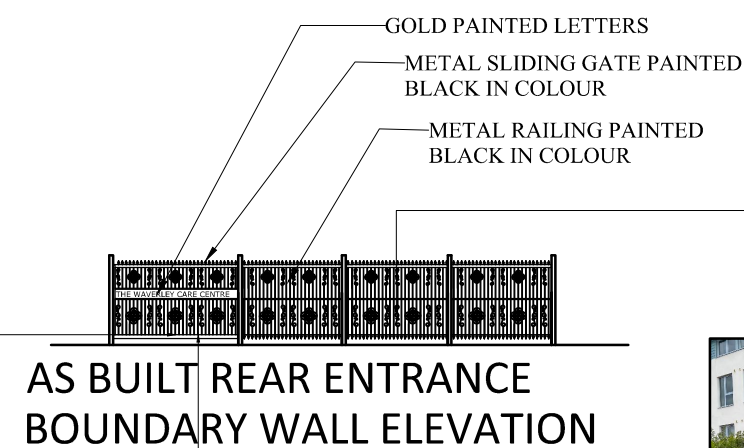 GOLD PAINTED LETTERS
METAL SLIDING GATE PAINTED
BLACK IN COLOUR
METAL RAILING PAINTED
BLACK IN COLOUR
THE WAVERLEY CARE CENTRE
AS BUILT REAR ENTRANCE
BOUNDARY WALL ELEVATION